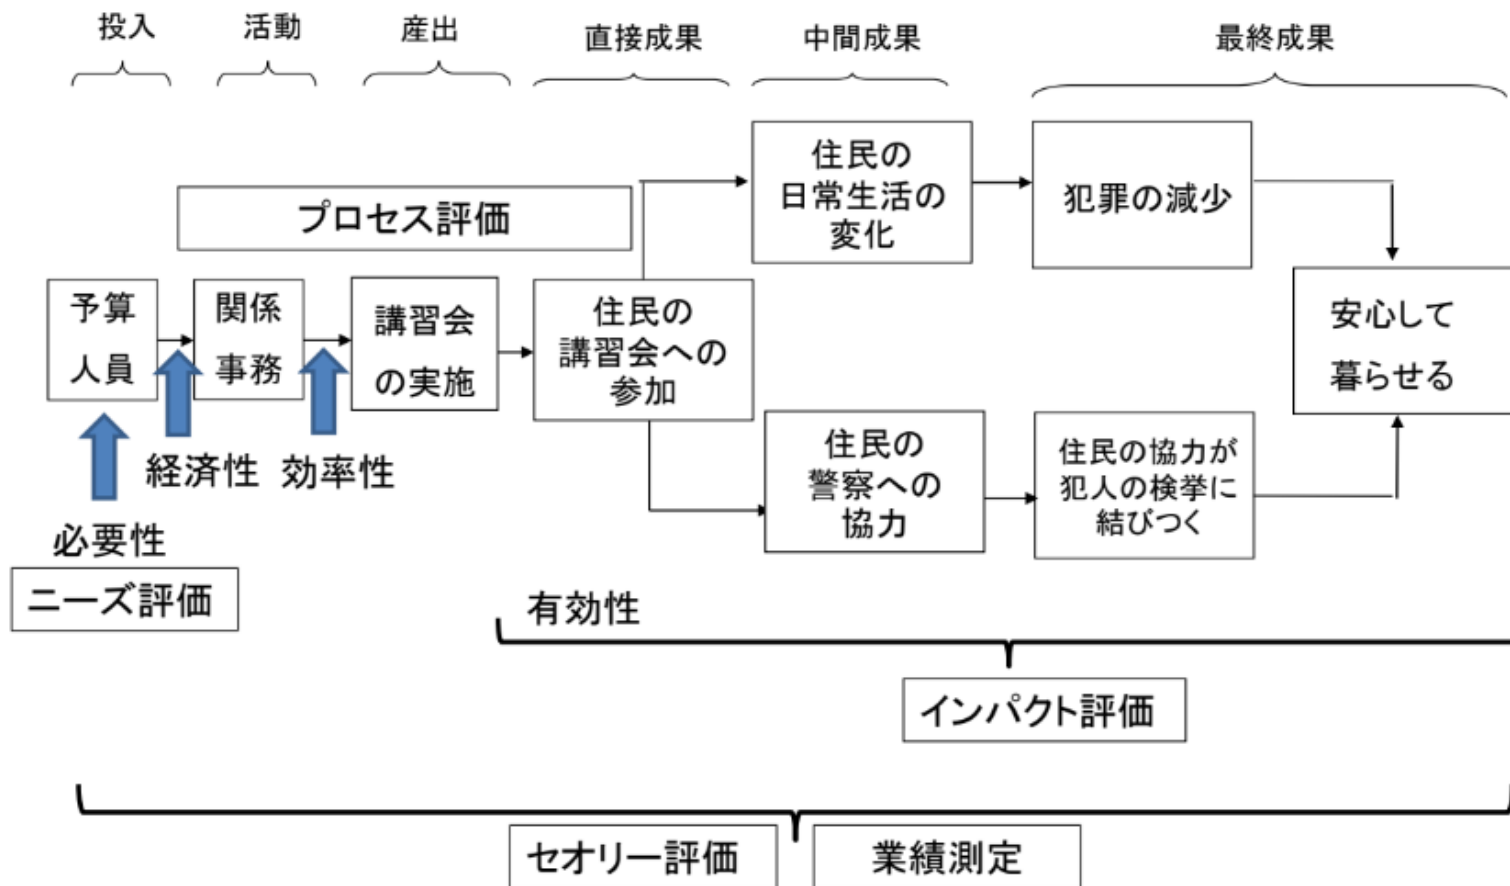 投入
活動
産出
直接成果
中間成果
最終成果
プロセス評価
予算
人員
関係
事務
講習会
の実施
住民の
講習会への
参加
住民の
日常生活の
変化
犯罪の減少
安心して
暮らせる
住民の
警察への
協力
住民の協力が
犯人の検挙に
結びつく
経済性
効率性
必要性
ニーズ評価
有効性
インパクト評価
セオリー評価
業績測定